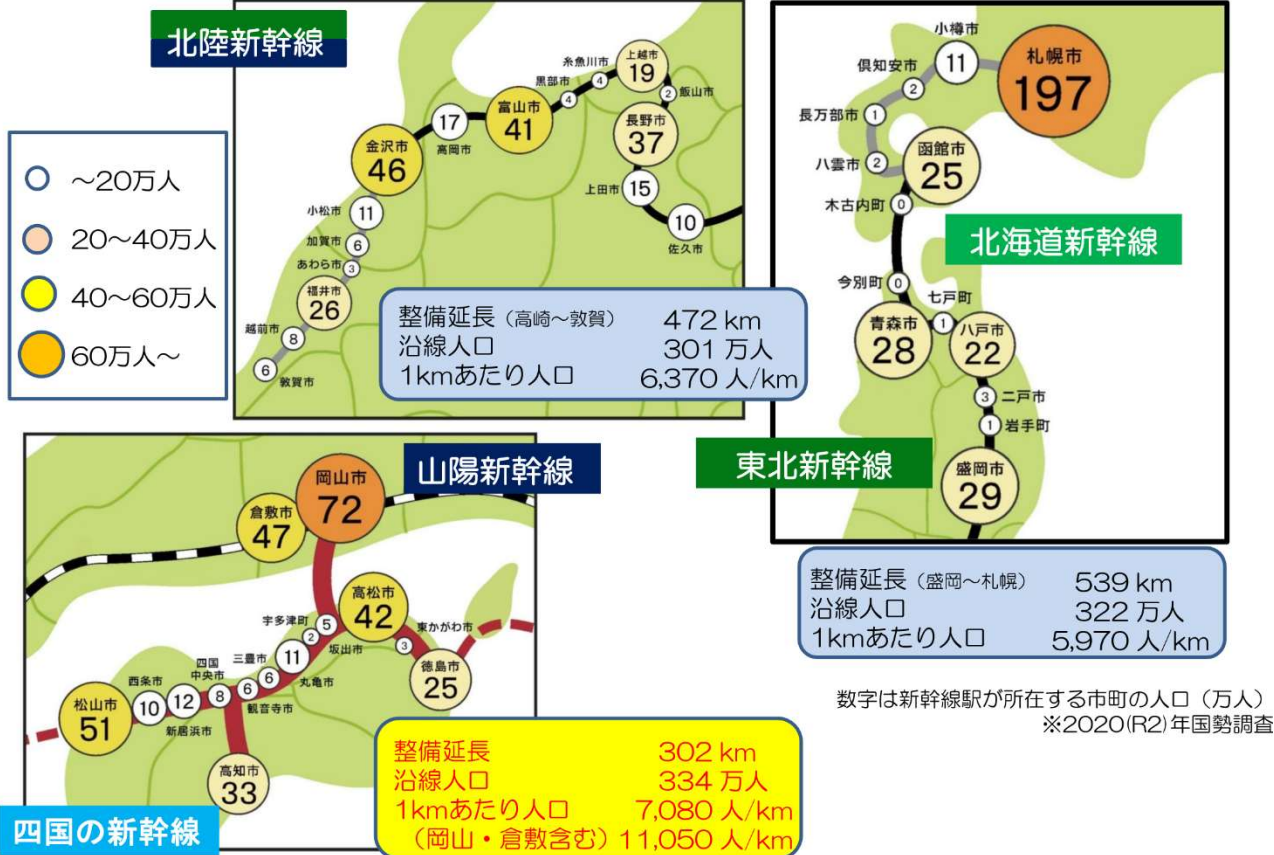 北陸新幹線
～20万人
20～40万人
40～60万人
60万人～
上越市
19
糸魚川市
4
黒部市
4
飯山市
2
富山市
41
長野市
37
17
高岡市
金沢市
46
上田市
15
10
佐久市
小松市
11
加賀市
6
あわら市
3
福井市
26
越前市
8
6
敦賀市
整備延長（高崎～敦賀） 472 km
沿線人口 301 万人
1kmあたり人口 6,370 人/km
小樽市
11
札幌市
197
倶知安市
2
長万部市
1
八雲市
2
函館市
25
木古内町
0
北海道新幹線
今別町
0
七戸町
1
青森市
28
八戸市
22
3
二戸市
1
岩手町
東北新幹線
盛岡市
29
整備延長（盛岡～札幌） 539 km
沿線人口 322 万人
1kmあたり人口 5,970 人/km
数字は新幹線駅が所在する市町の人口（万人）
※2020(R2)年国勢調査
山陽新幹線
岡山市
72
倉敷市
47
高松市
42
宇多津町
5
2
坂出市
東かがわ市
3
徳島市
25
三豊市
11
丸亀市
四国
中央市
6
6
観音寺市
8
西条市
10
12
新居浜市
松山市
51
高知市
33
四国の新幹線
整備延長 302 km
沿線人口 334 万人
1kmあたり人口 7,080 人/km
（岡山・倉敷含む） 11,050 人/km